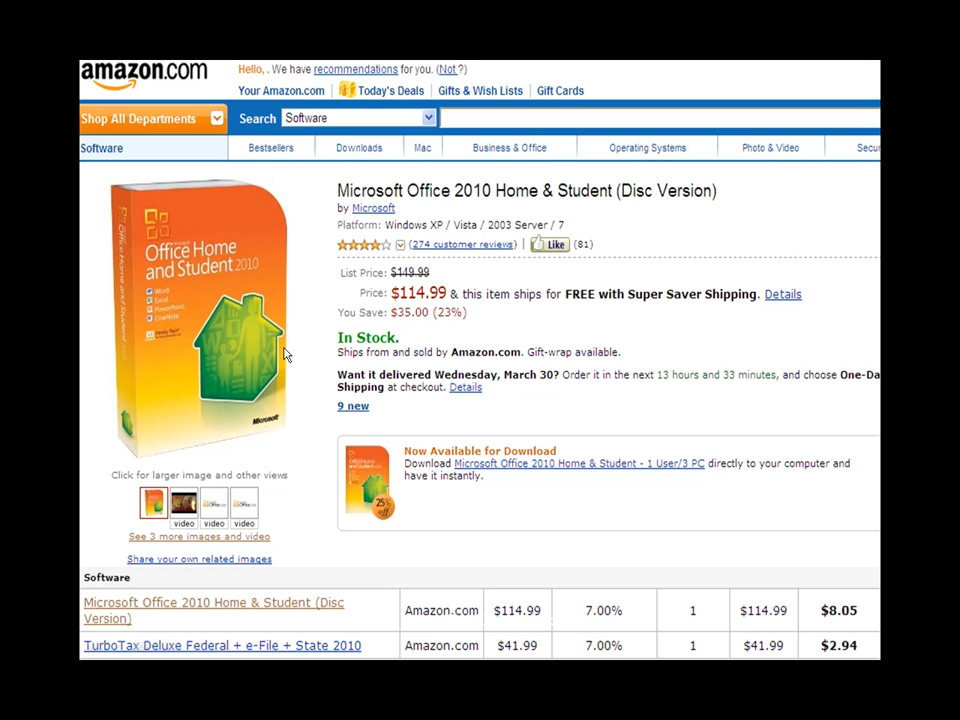 amazon.com
Hello, . We have recommendations for you. (Not ?)
Your Amazon.com
Today's Deals
Gifts & Wish Lists
Gift Cards
Shop All Departments
Search
Software
Software
Bestsellers
Downloads
Mac
Business & Office
Operating Systems
Photo & Video
Secu
Microsoft Office 2010 Home & Student (Disc Version)
by Microsoft
Platform: Windows XP / Vista / 2003 Server / 7
(274 customer reviews) | Like (81)
List Price: $149.99
Price: $114.99 & this item ships for FREE with Super Saver Shipping. Details
You Save: $35.00 (23%)
In Stock.
Ships from and sold by Amazon.com. Gift-wrap available.
Want it delivered Wednesday, March 30? Order it in the next 13 hours and 33 minutes, and choose One-Da
Shipping at checkout. Details
9 new
Office Home
and Student 2010
Word
Excel
PowerPoint
OneNote
Microsoft
Now Available for Download
Download Microsoft Office 2010 Home & Student - 1 User/3 PC directly to your computer and
have it instantly.
25%
off
Click for larger image and other views
video video video
See 3 more images and video
Share your own related images
Software
Microsoft Office 2010 Home & Student (Disc
Version) Amazon.com $114.99 7.00% 1 $114.99 $8.05
TurboTax Deluxe Federal + e-File + State 2010 Amazon.com $41.99 7.00% 1 $41.99 $2.94